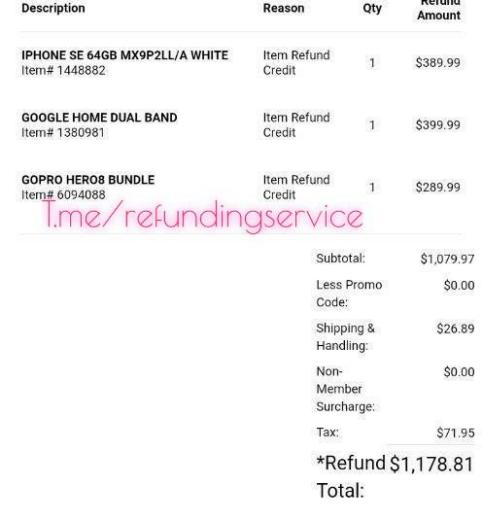 Description Reason Qty Refund Amount
IPHONE SE 64GB MX9P2LL/A WHITE Item Refund Credit 1 $389.99
Item# 1448882
GOOGLE HOME DUAL BAND Item Refund Credit 1 $399.99
Item# 1380981
GOPRO HERO8 BUNDLE Item Refund Credit 1 $289.99
Item# 6094088
T.me/refundingservice
Subtotal: $1,079.97
Less Promo Code: $0.00
Shipping & Handling: $26.89
Non-Member Surcharge: $0.00
Tax: $71.95
*Refund Total: $1,178.81